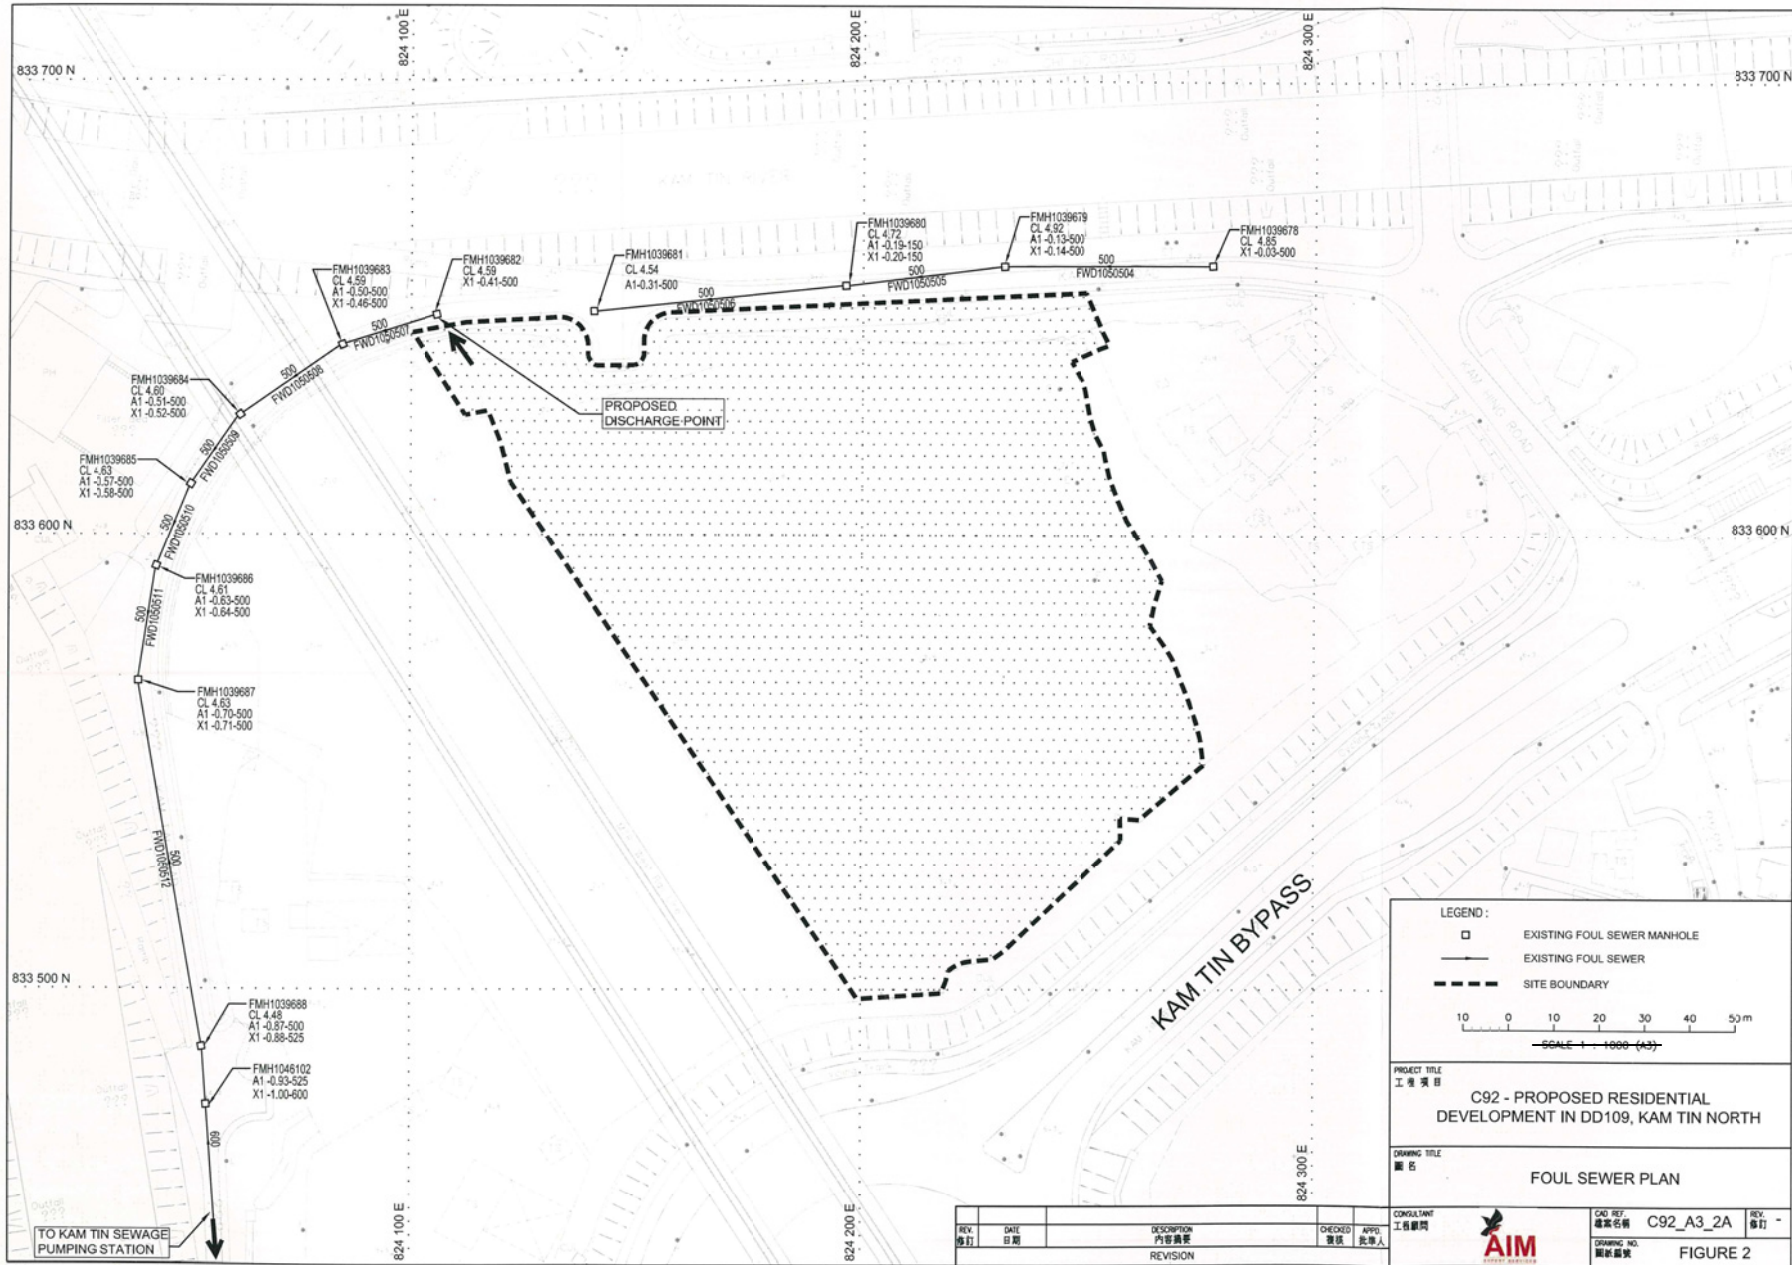 824 100 E
824 200 E
824 300 E
833 700 N
833 700 N
KAM TIN RIVER
FMH1039678
CL 4.85
X1 -0.03-500
FMH1039679
CL 4.92
A1 -0.13-500
X1 -0.14-500
FMH1039680
CL 4.72
A1 -0.19-150
X1 -0.20-150
FMH1039681
CL 4.54
A1-0.31-500
FMH1039682
CL 4.59
X1 -0.41-500
FMH1039683
CL 4.59
A1 -0.50-500
X1 -0.46-500
500
FWD1050504
500
FWD1050505
500
FWD1050506
500
FWD1050507
500
FWD1050508
FMH1039684
CL 4.60
A1 -0.51-500
X1 -0.52-500
500
FWD1050509
PROPOSED
DISCHARGE POINT
FMH1039685
CL 4.63
A1 -0.57-500
X1 -0.58-500
500
FWD1050510
833 600 N
833 600 N
FMH1039686
CL 4.61
A1 -0.63-500
X1 -0.64-500
500
FWD1050511
FMH1039687
CL 4.63
A1 -0.70-500
X1 -0.71-500
500
FWD1050512
833 500 N
FMH1039688
CL 4.48
A1 -0.87-500
X1 -0.88-525
FMH1046102
A1 -0.93-525
X1 -1.00-600
600
KAM TIN BYPASS
TO KAM TIN SEWAGE
PUMPING STATION
824 100 E
824 200 E
824 300 E
LEGEND :
EXISTING FOUL SEWER MANHOLE
EXISTING FOUL SEWER
SITE BOUNDARY
10 0 10 20 30 40 50 m
SCALE 1 : 1000 (A3)
PROJECT TITLE
工程項目
C92 - PROPOSED RESIDENTIAL
DEVELOPMENT IN DD109, KAM TIN NORTH
DRAWING TITLE
圖名
FOUL SEWER PLAN
REV. DATE DESCRIPTION CHECKED APPD.
修訂 日期 內容摘要 審核 批準人
REVISION
CONSULTANT
工程顧問
AIM
EXPERT SERVICES
CAD REF.
檔案名稱
C92_A3_2A
REV.
修訂
-
DRAWING NO.
圖紙編號
FIGURE 2